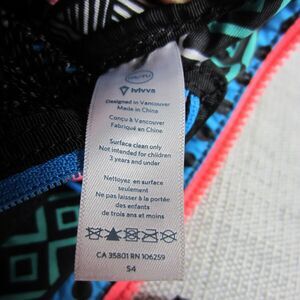 ivivva
Designed in Vancouver
Made in China
Conçu à Vancouver
Fabriqué en Chine
Surface clean only
Not intended for children
3 years and under
Nettoyez en surface
seulement
Ne pas laisser à la portée
des enfants
de trois ans et moins
CA 35801 RN 106259
S4